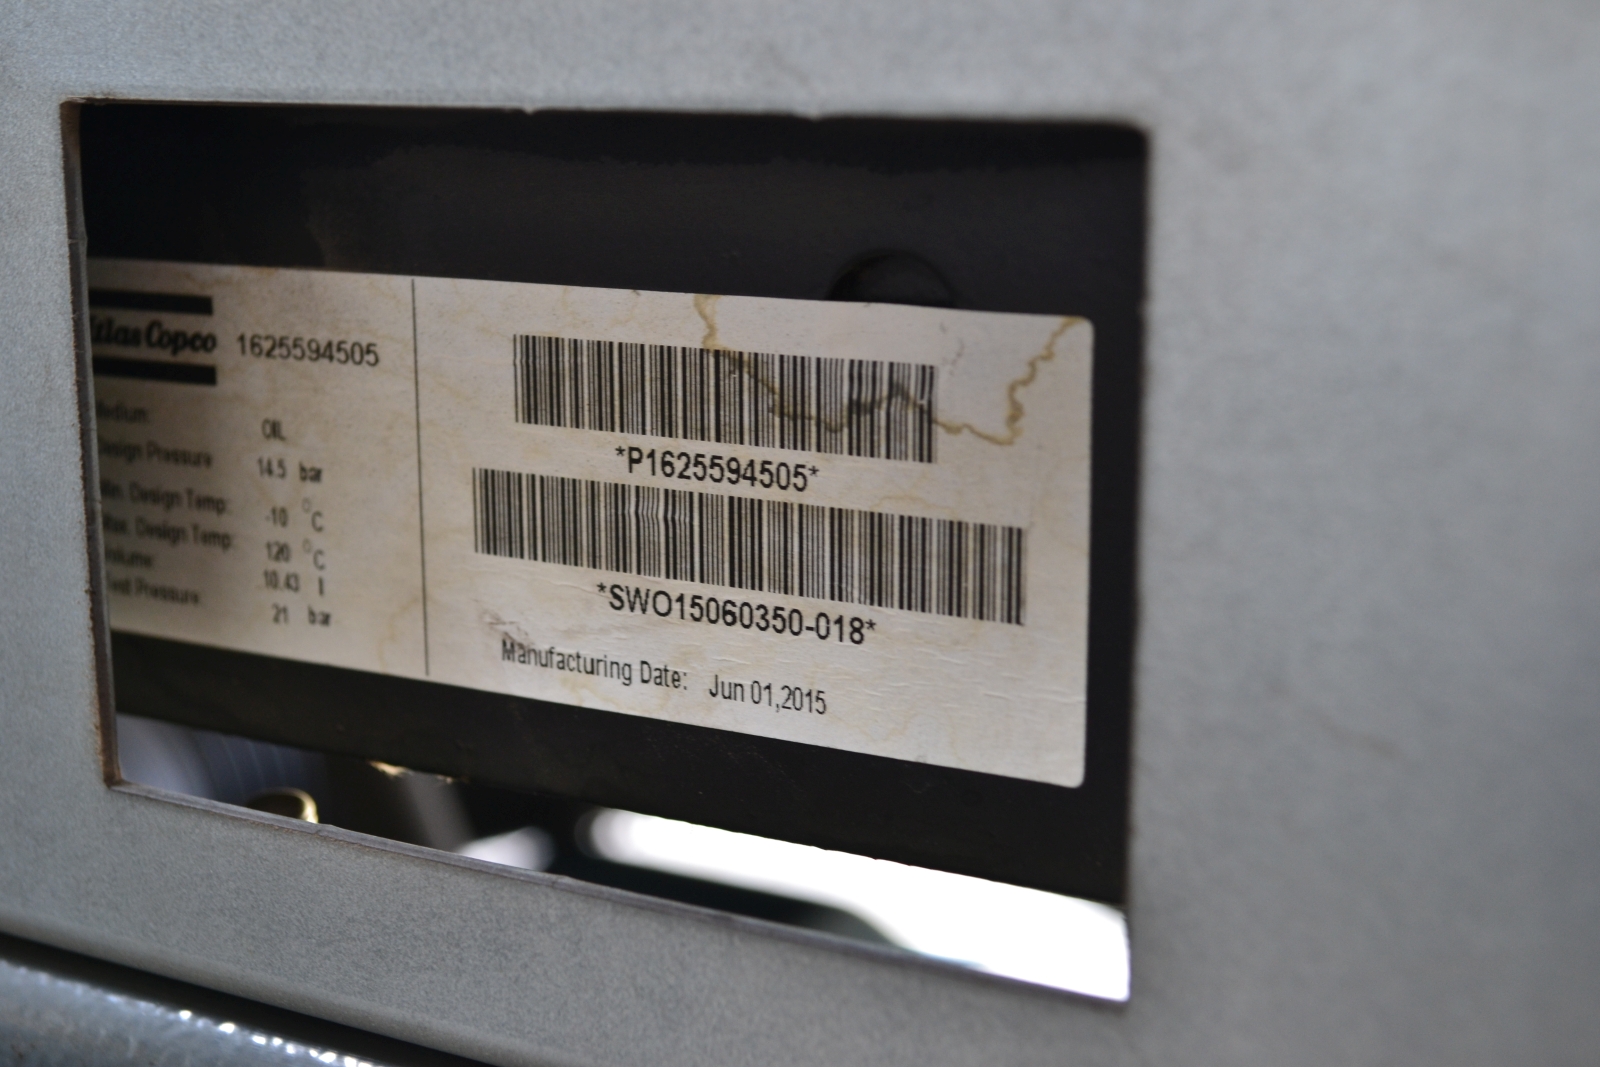 Atlas Copco 1625594505
Medium: OIL
Design Pressure 14.5 bar
Min. Design Temp: -10 °C
Max. Design Temp: 120 °C
Volume 10.43 l
Test Pressure: 21 bar
*P1625594505*
*SWO15060350-018*
Manufacturing Date: Jun 01,2015